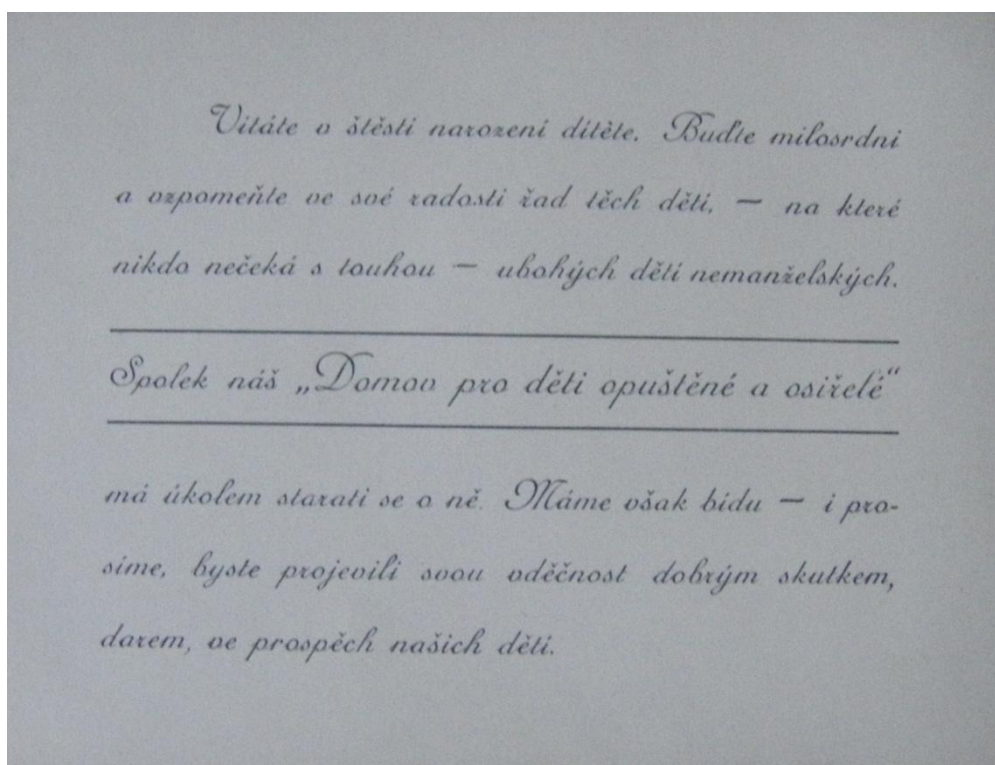 Vítáte v štěstí narození dítěte. Buďte milosrdni
a vzpomeňte ve své radosti řad těch dětí, — na které
nikdo nečeká s touhou — ubohých dětí nemanželských.
Spolek náš „Domov pro děti opuštěné a osiřelé“
má úkolem starati se o ně. Máme však bídu — i pro-
síme, byste projevili svou vděčnost dobrým skutkem,
darem, ve prospěch našich dětí.